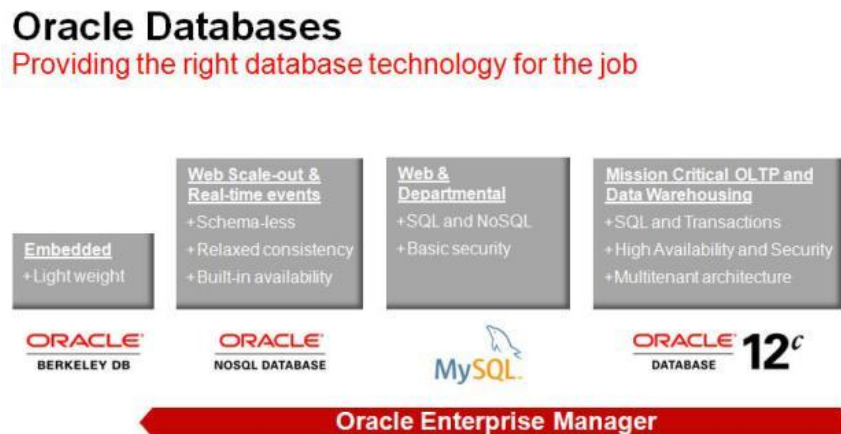 Oracle Databases
Providing the right database technology for the job
Embedded
+Light weight
Web Scale-out &
Real-time events
+Schema-less
+Relaxed consistency
+Built-in availability
Web &
Departmental
+SQL and NoSQL
+Basic security
Mission Critical OLTP and
Data Warehousing
+SQL and Transactions
+High Availability and Security
+Multitenant architecture
ORACLE
BERKELEY DB
ORACLE
NOSQL DATABASE
MySQL
ORACLE
DATABASE
12c
Oracle Enterprise Manager